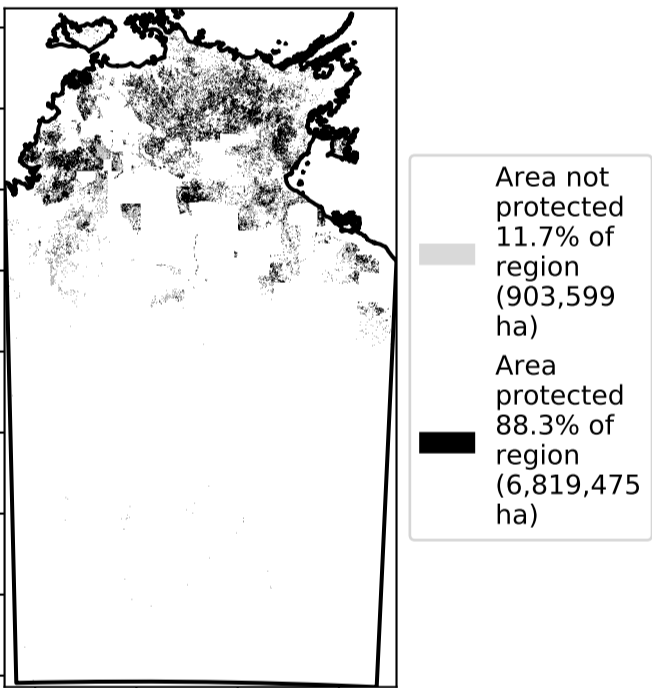 Area not
protected
11.7% of
region
(903,599
ha)
Area
protected
88.3% of
region
(6,819,475
ha)